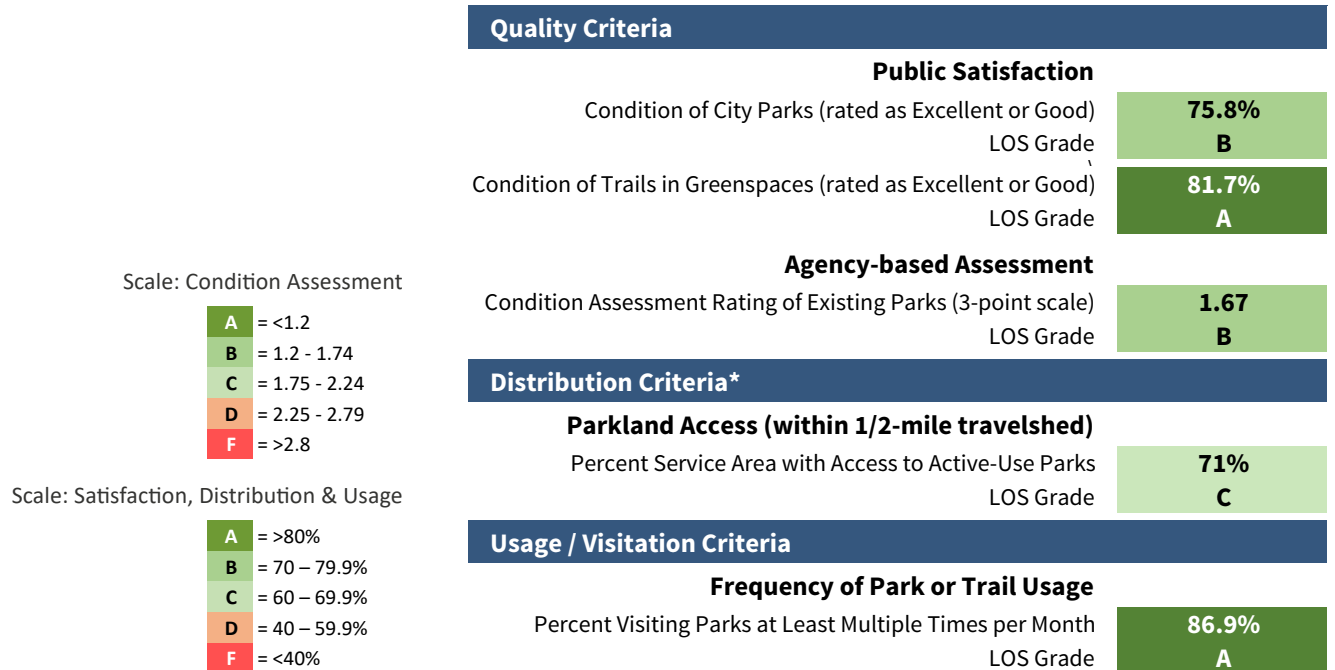 Quality Criteria
Public Satisfaction
Condition of City Parks (rated as Excellent or Good) 75.8%
LOS Grade B
\
Condition of Trails in Greenspaces (rated as Excellent or Good) 81.7%
LOS Grade A
Agency-based Assessment
Condition Assessment Rating of Existing Parks (3-point scale) 1.67
LOS Grade B
Distribution Criteria*
Parkland Access (within 1/2-mile travelshed)
Percent Service Area with Access to Active-Use Parks 71%
LOS Grade C
Usage / Visitation Criteria
Frequency of Park or Trail Usage
Percent Visiting Parks at Least Multiple Times per Month 86.9%
LOS Grade A
Scale: Condition Assessment
A = <1.2
B = 1.2 - 1.74
C = 1.75 - 2.24
D = 2.25 - 2.79
F = >2.8
Scale: Satisfaction, Distribution & Usage
A = >80%
B = 70 – 79.9%
C = 60 – 69.9%
D = 40 – 59.9%
F = <40%